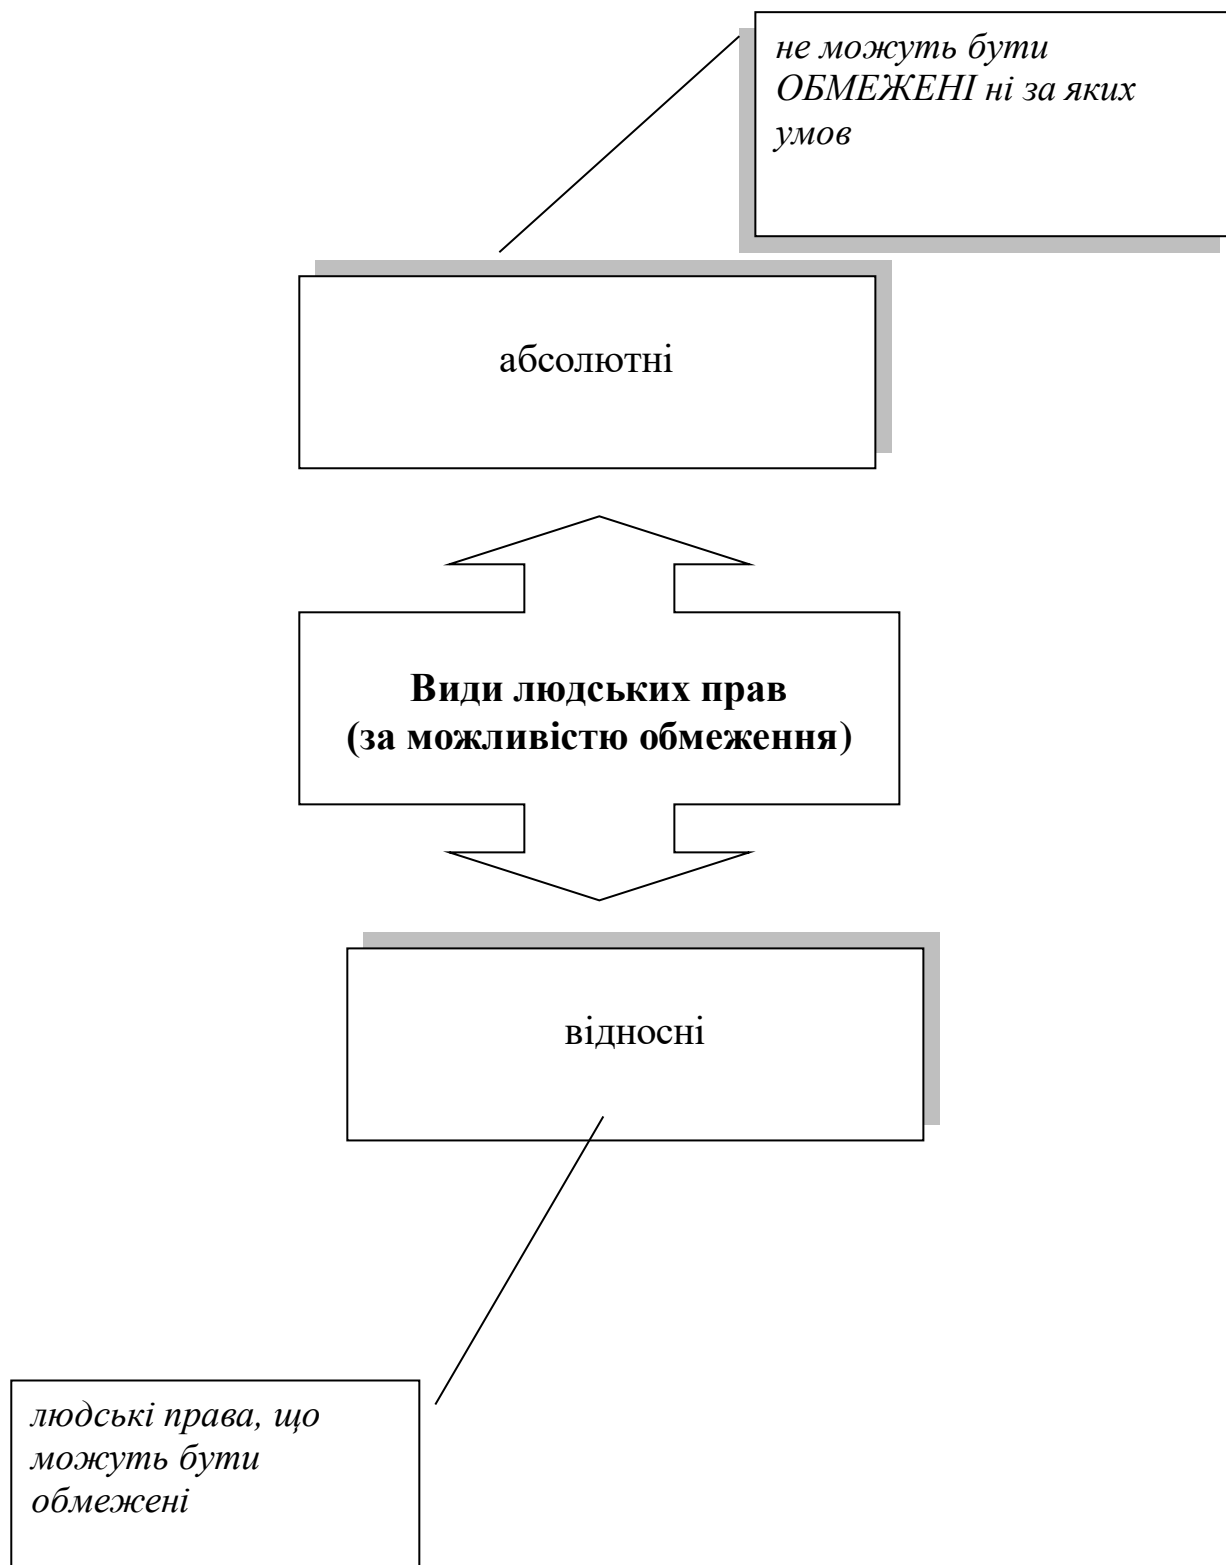 не можуть бути
ОБМЕЖЕНІ ні за яких
умов
абсолютні
Види людських прав
(за можливістю обмеження)
відносні
людські права, що
можуть бути
обмежені